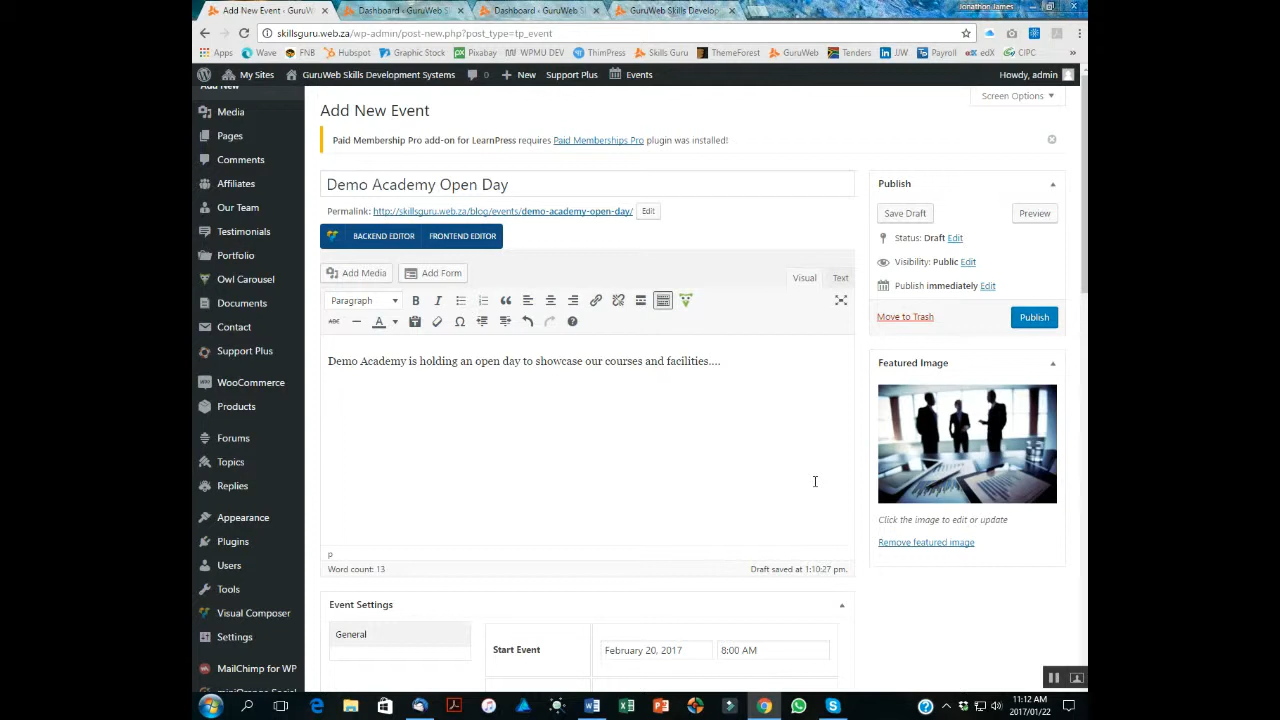 Jonathon James
Add New Event ‹ GuruW
Dashboard ‹ GuruWeb S
Dashboard ‹ GuruWeb S
GuruWeb Skills Develop
skillsguru.web.za/wp-admin/post-new.php?post_type=tp_event
Apps Wave FNB Hubspot Graphic Stock Pixabay WPMU DEV ThimPress Skills Guru ThemeForest GuruWeb Tenders JJW Payroll edX CIPC »
My Sites GuruWeb Skills Development Systems 0 New Support Plus Events Howdy, admin
Add New
Media
Pages
Comments
Affiliates
Our Team
Testimonials
Portfolio
Owl Carousel
Documents
Contact
Support Plus
WooCommerce
Products
Forums
Topics
Replies
Appearance
Plugins
Users
Tools
Visual Composer
Settings
MailChimp for WP
miniOrange Social
Screen Options
Add New Event
Paid Membership Pro add-on for LearnPress requires Paid Memberships Pro plugin was installed!
Demo Academy Open Day
Permalink: http://skillsguru.web.za/blog/events/demo-academy-open-day/ Edit
BACKEND EDITOR FRONTEND EDITOR
Add Media Add Form Visual Text
Paragraph B I
ABC A
Demo Academy is holding an open day to showcase our courses and facilities....
p
Word count: 13 Draft saved at 1:10:27 pm.
Event Settings
General
Start Event February 20, 2017 8:00 AM
Publish
Save Draft Preview
Status: Draft Edit
Visibility: Public Edit
Publish immediately Edit
Move to Trash Publish
Featured Image
Click the image to edit or update
Remove featured image
11:12 AM
2017/01/22